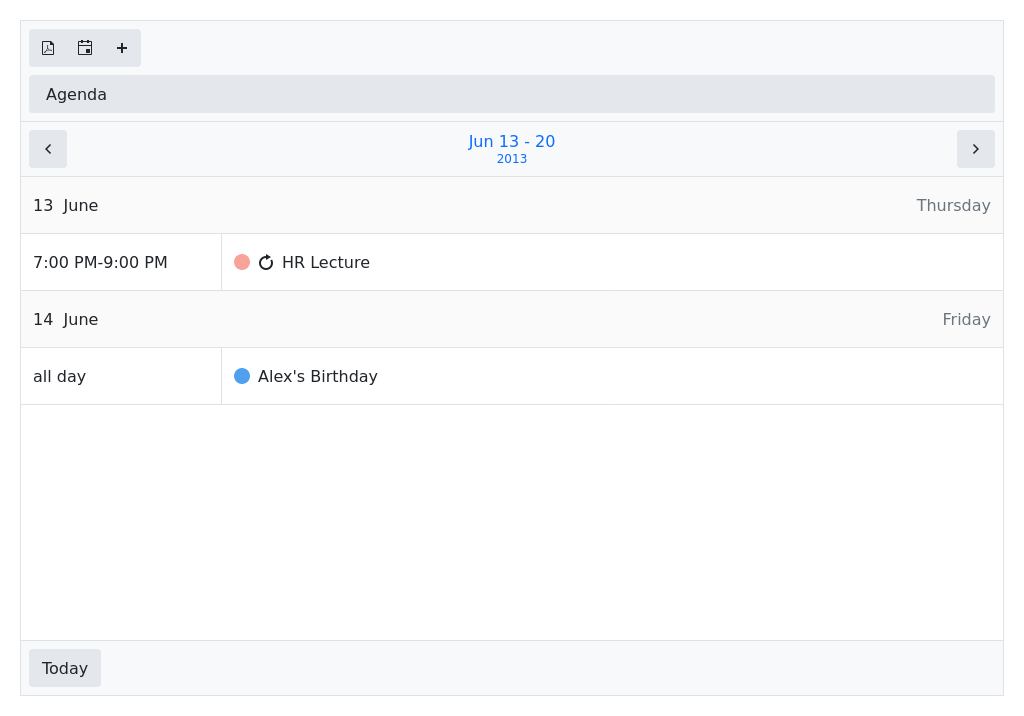 Agenda
Jun 13 - 20
2013
13 June Thursday
7:00 PM-9:00 PM HR Lecture
14 June Friday
all day Alex's Birthday
Today